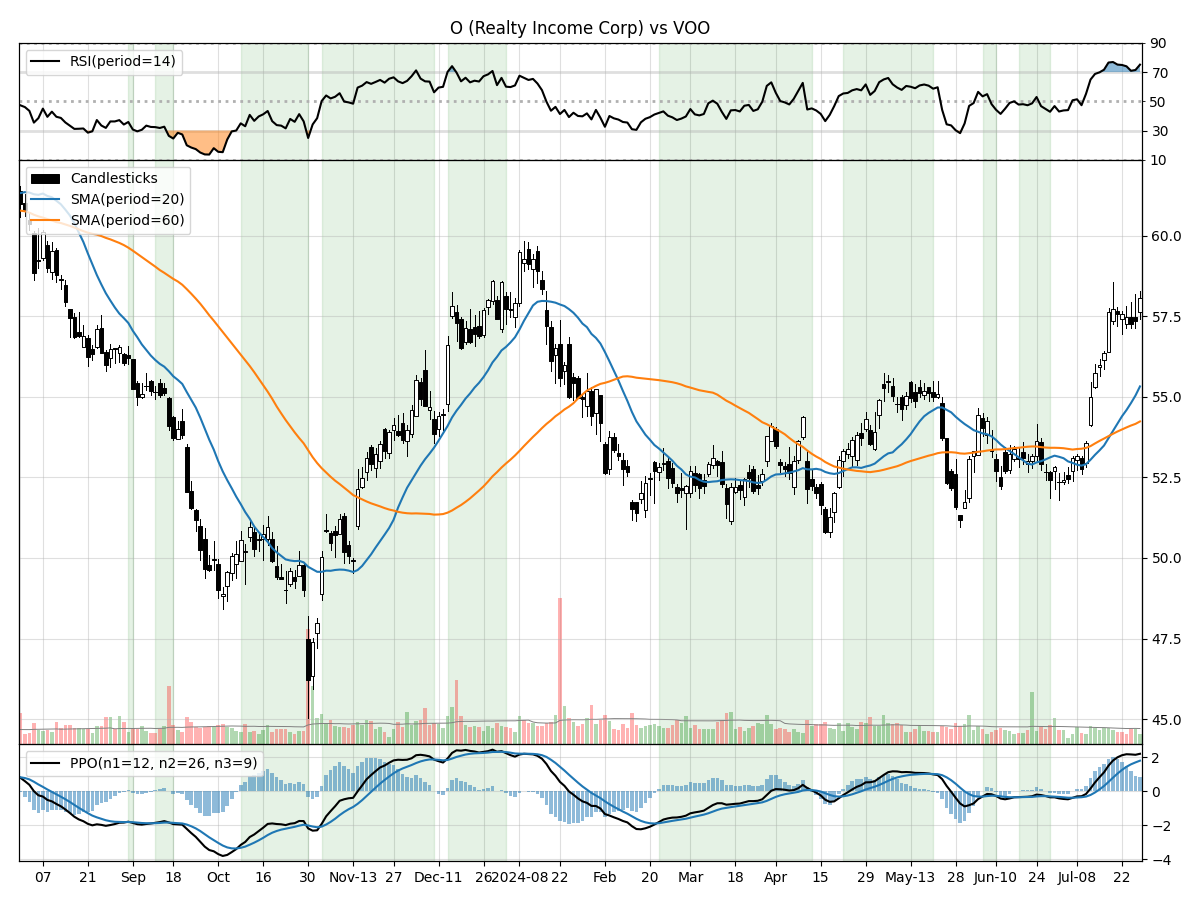 O (Realty Income Corp) vs VOO
RSI(period=14)
90
70
50
30
10
Candlesticks
SMA(period=20)
SMA(period=60)
60.0
57.5
55.0
52.5
50.0
47.5
45.0
PPO(n1=12, n2=26, n3=9)
2
0
−2
−4
07 21 Sep 18 Oct 16 30 Nov-13 27 Dec-11 26 2024-08 22 Feb 20 Mar 18 Apr 15 29 May-13 28 Jun-10 24 Jul-08 22